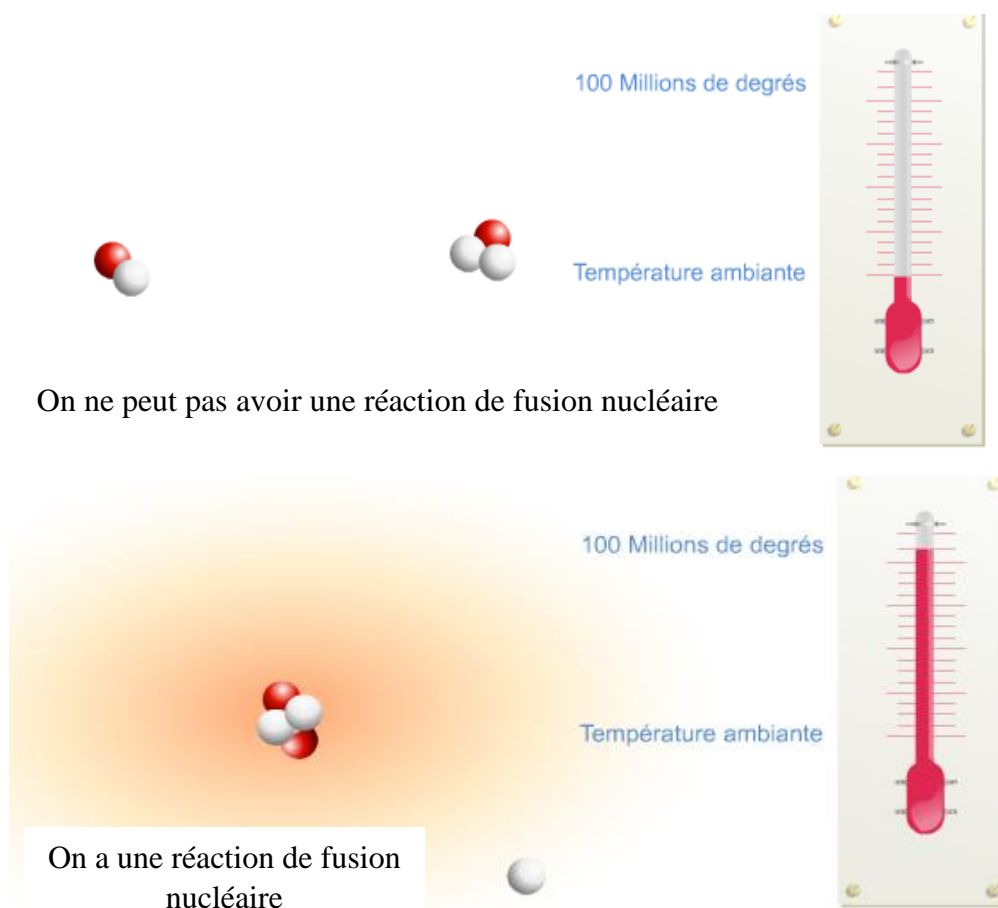 100 Millions de degrés
Température ambiante
On ne peut pas avoir une réaction de fusion nucléaire
100 Millions de degrés
Température ambiante
On a une réaction de fusion
nucléaire